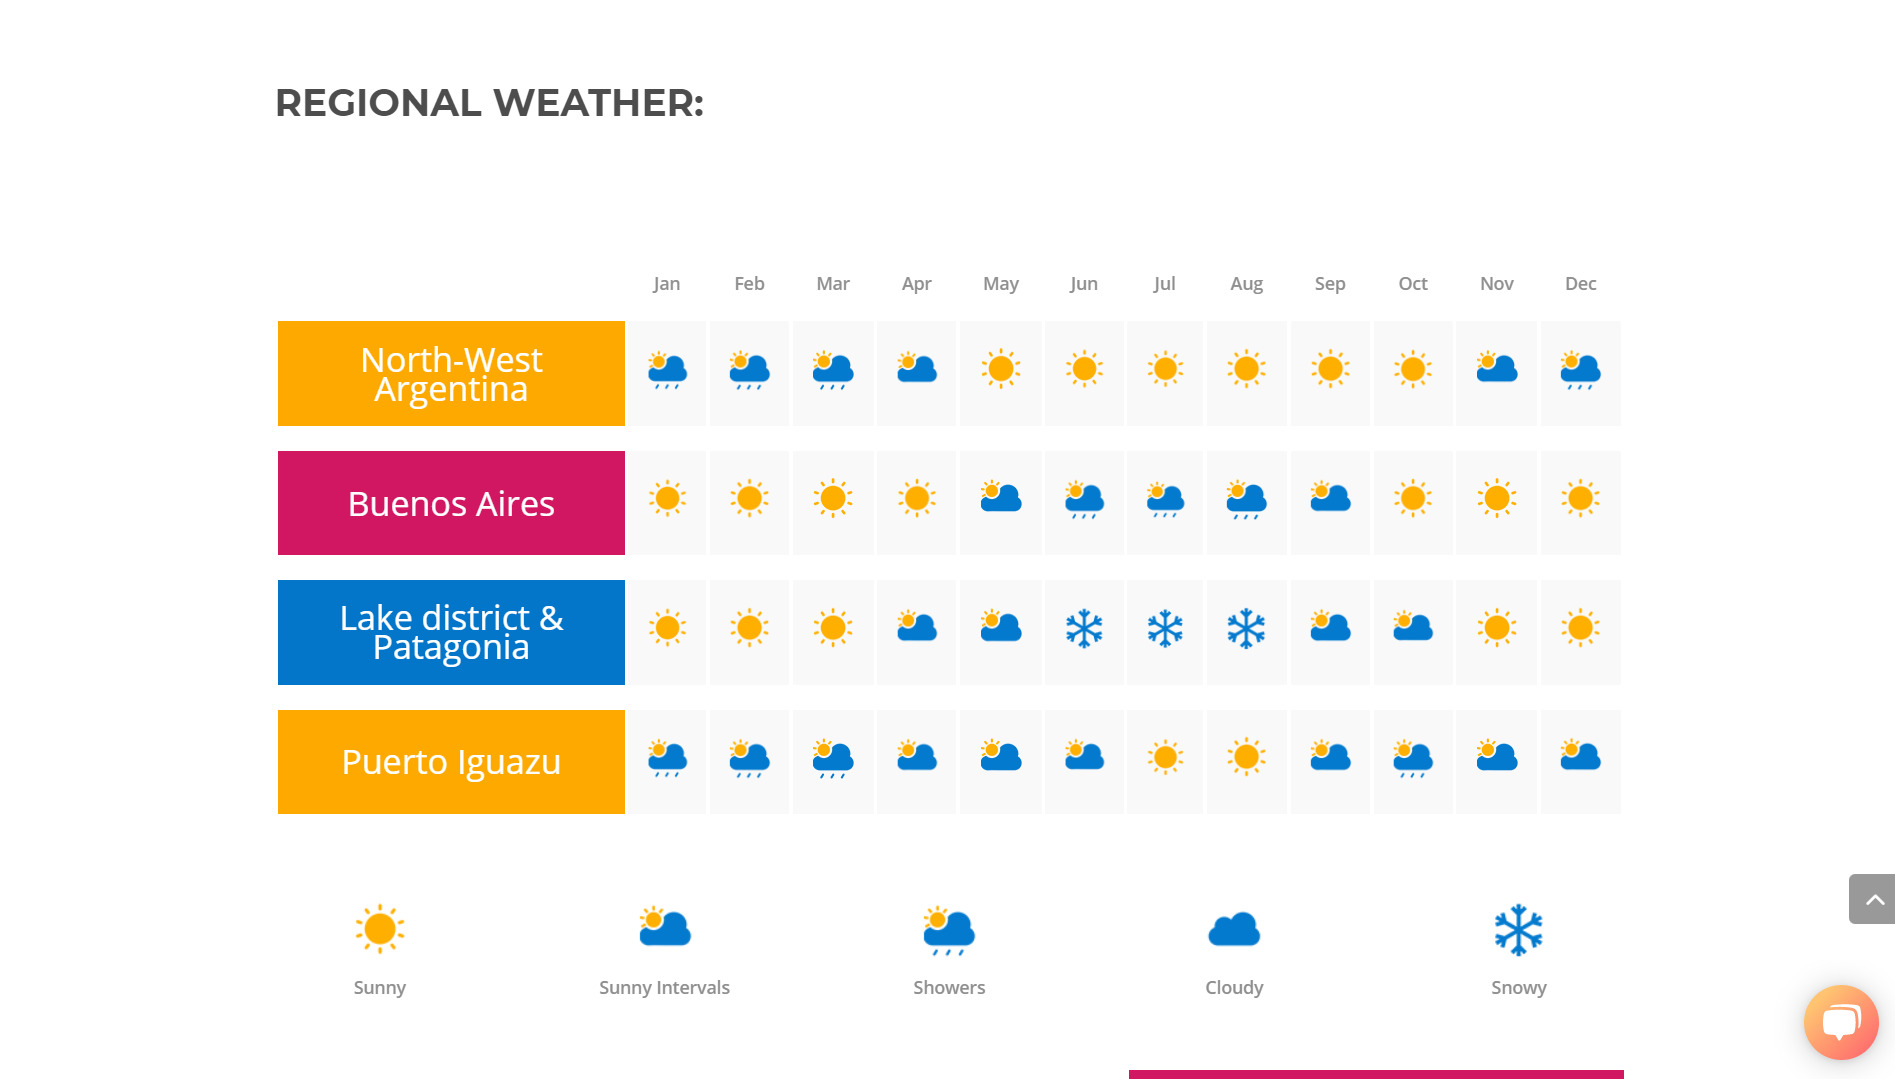 REGIONAL WEATHER:
Jan Feb Mar Apr May Jun Jul Aug Sep Oct Nov Dec
North-West
Argentina
Buenos Aires
Lake district &
Patagonia
Puerto Iguazu
Sunny Sunny Intervals Showers Cloudy Snowy